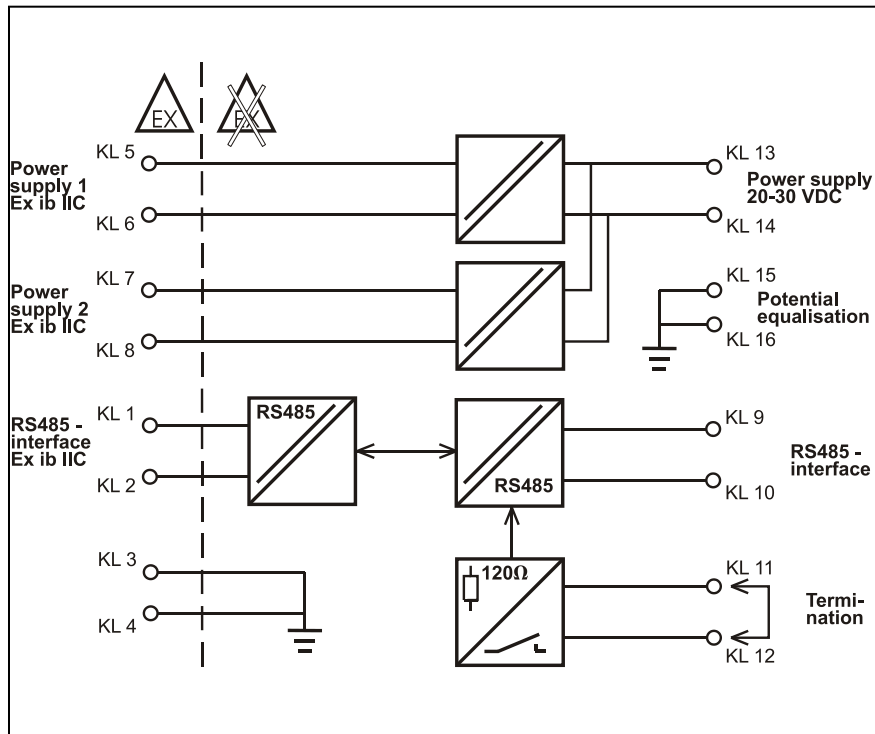 EX
EX
KL 5
Power
supply 1
Ex ib IIC
KL 6
KL 7
Power
supply 2
Ex ib IIC
KL 8
KL 1
RS485 -
interface
Ex ib IIC
KL 2
KL 3
KL 4
RS485
RS485
120Ω
KL 13
Power supply
20-30 VDC
KL 14
KL 15
Potential
equalisation
KL 16
KL 9
RS485 -
interface
KL 10
KL 11
Termi-
nation
KL 12